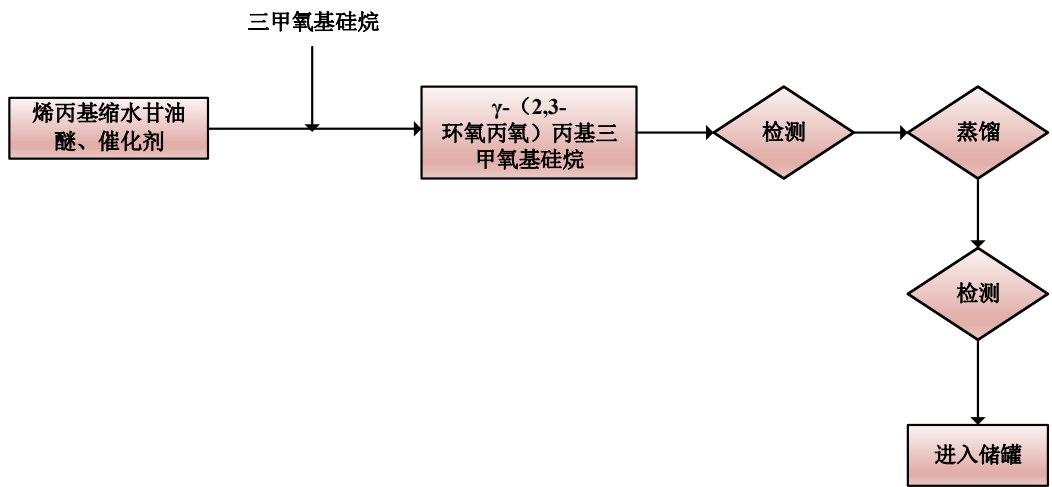 三甲氧基硅烷
烯丙基缩水甘油
醚、催化剂
γ-（2,3-
环氧丙氧）丙基三
甲氧基硅烷
检测
蒸馏
检测
进入储罐